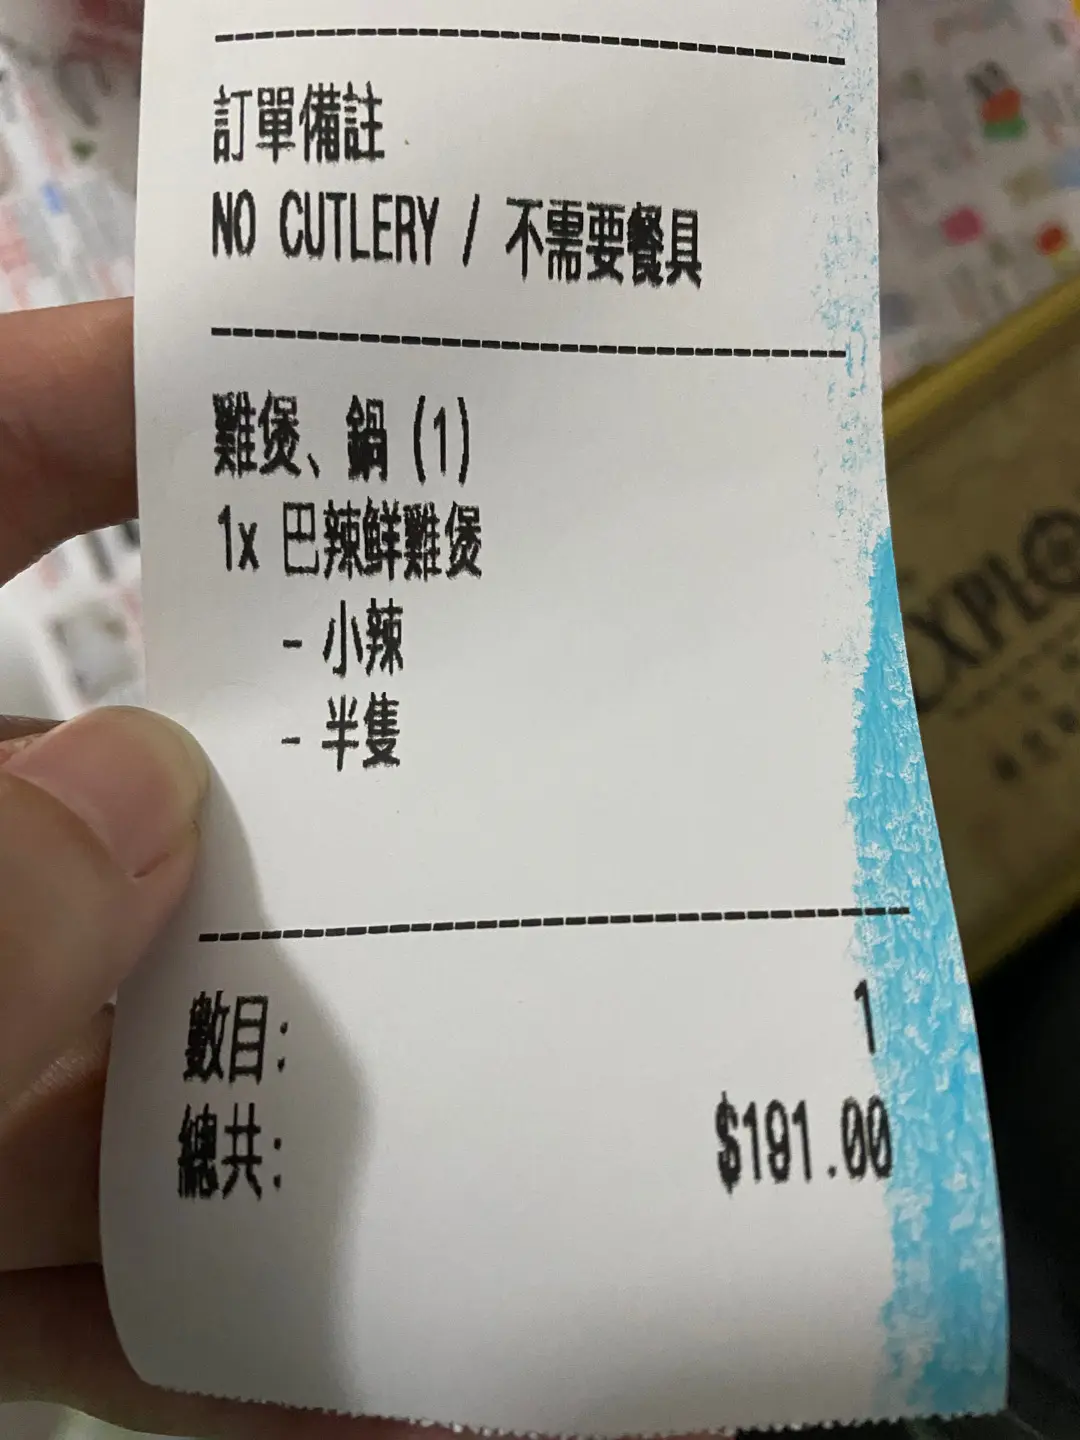 訂單備註
NO CUTLERY / 不需要餐具
雞煲、鍋 (1)
1x 巴辣鮮雞煲
- 小辣
- 半隻
數目: 1
總共: $191.00
XPLO